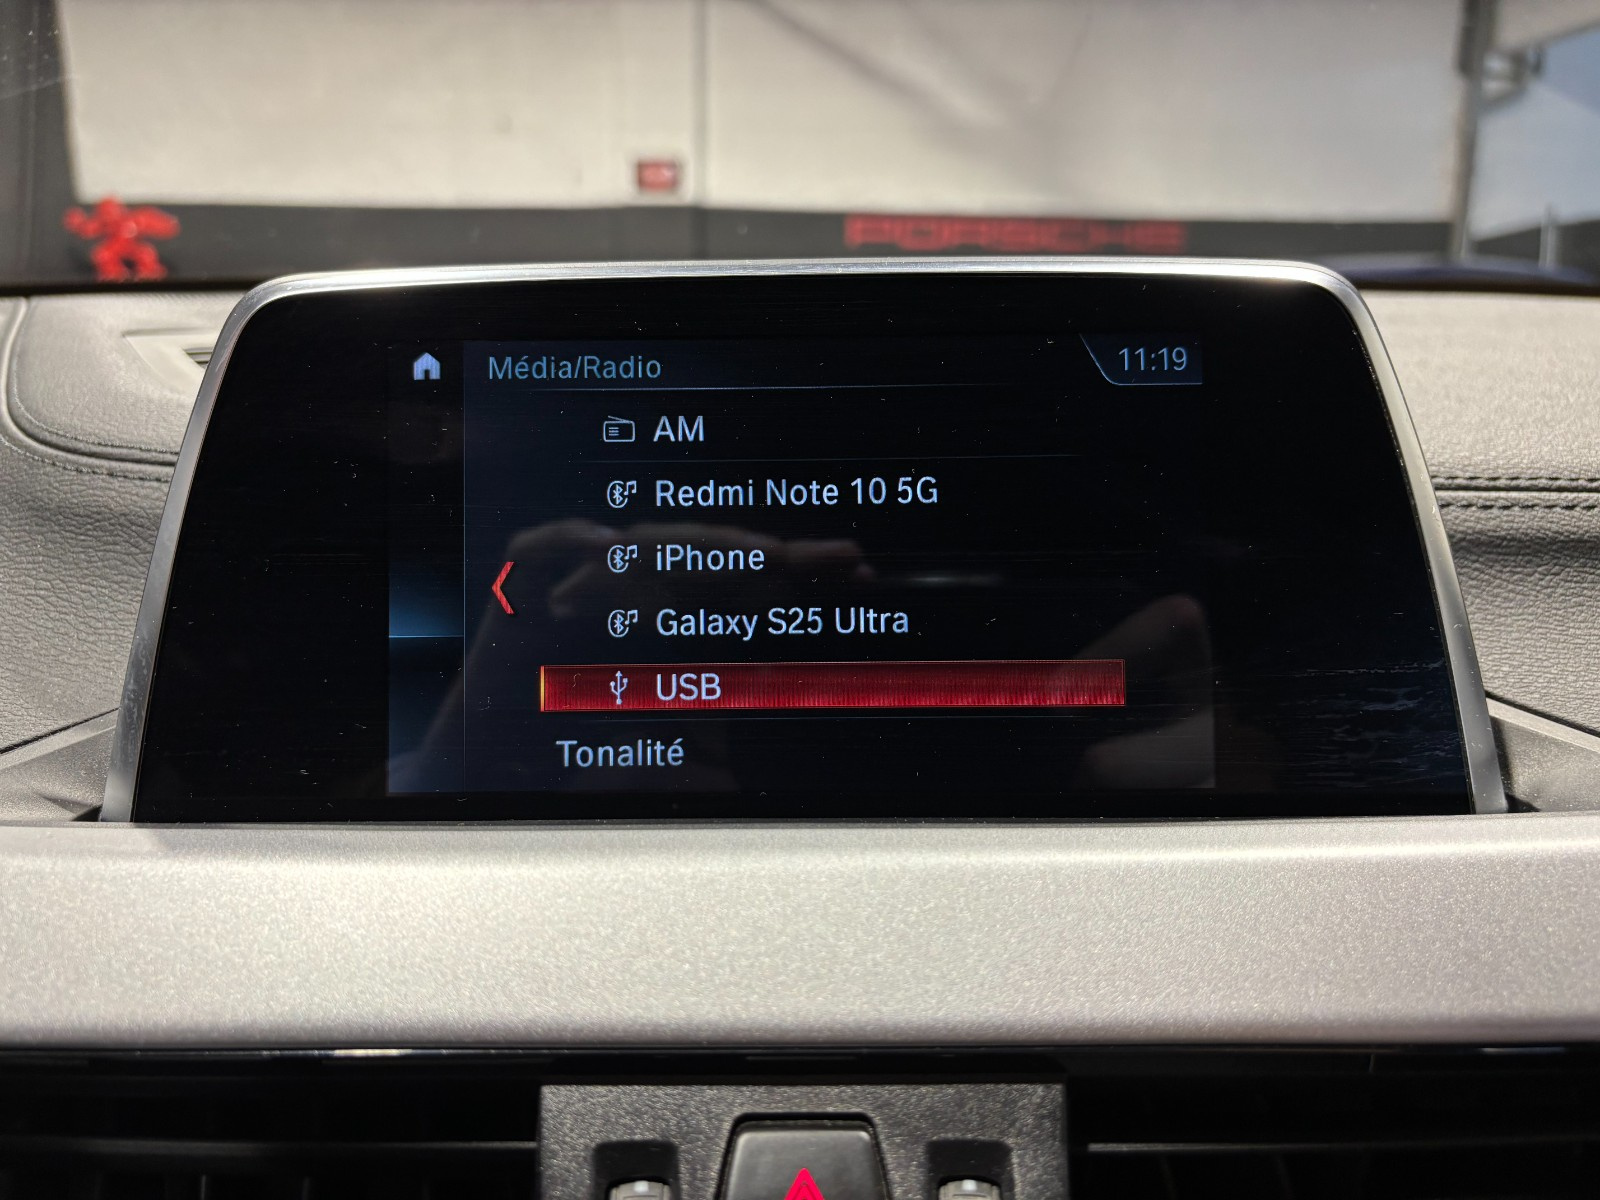 PORSCHE
Média/Radio
11:19
AM
Redmi Note 10 5G
iPhone
Galaxy S25 Ultra
USB
Tonalité